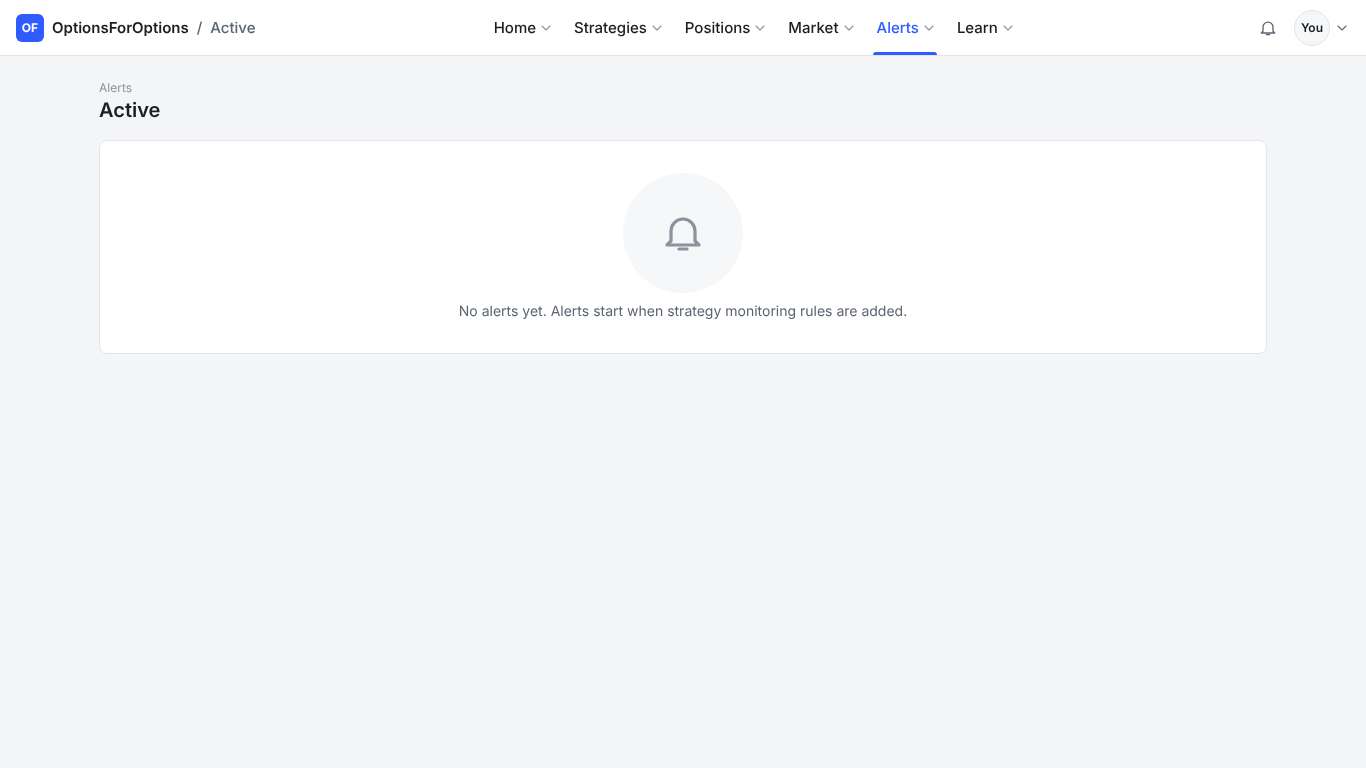 OF OptionsForOptions / Active Home Strategies Positions Market Alerts Learn You
Alerts
Active
No alerts yet. Alerts start when strategy monitoring rules are added.